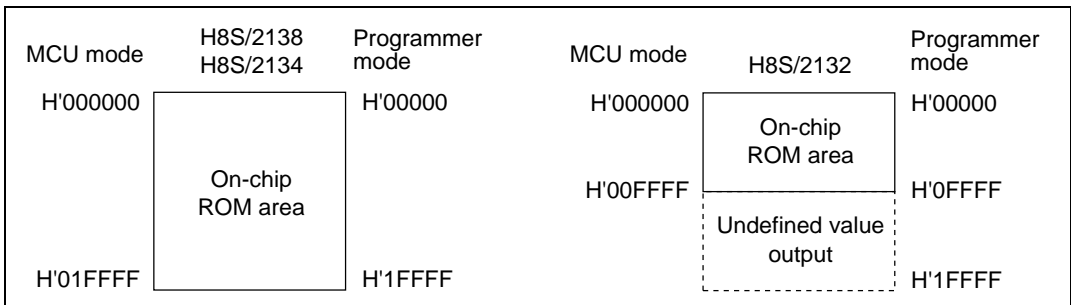 MCU mode
H8S/2138
H8S/2134
Programmer
mode
H'000000
H'00000
On-chip
ROM area
H'01FFFF
H'1FFFF
MCU mode
H8S/2132
Programmer
mode
H'000000
H'00000
On-chip
ROM area
H'00FFFF
H'0FFFF
Undefined value
output
H'1FFFF